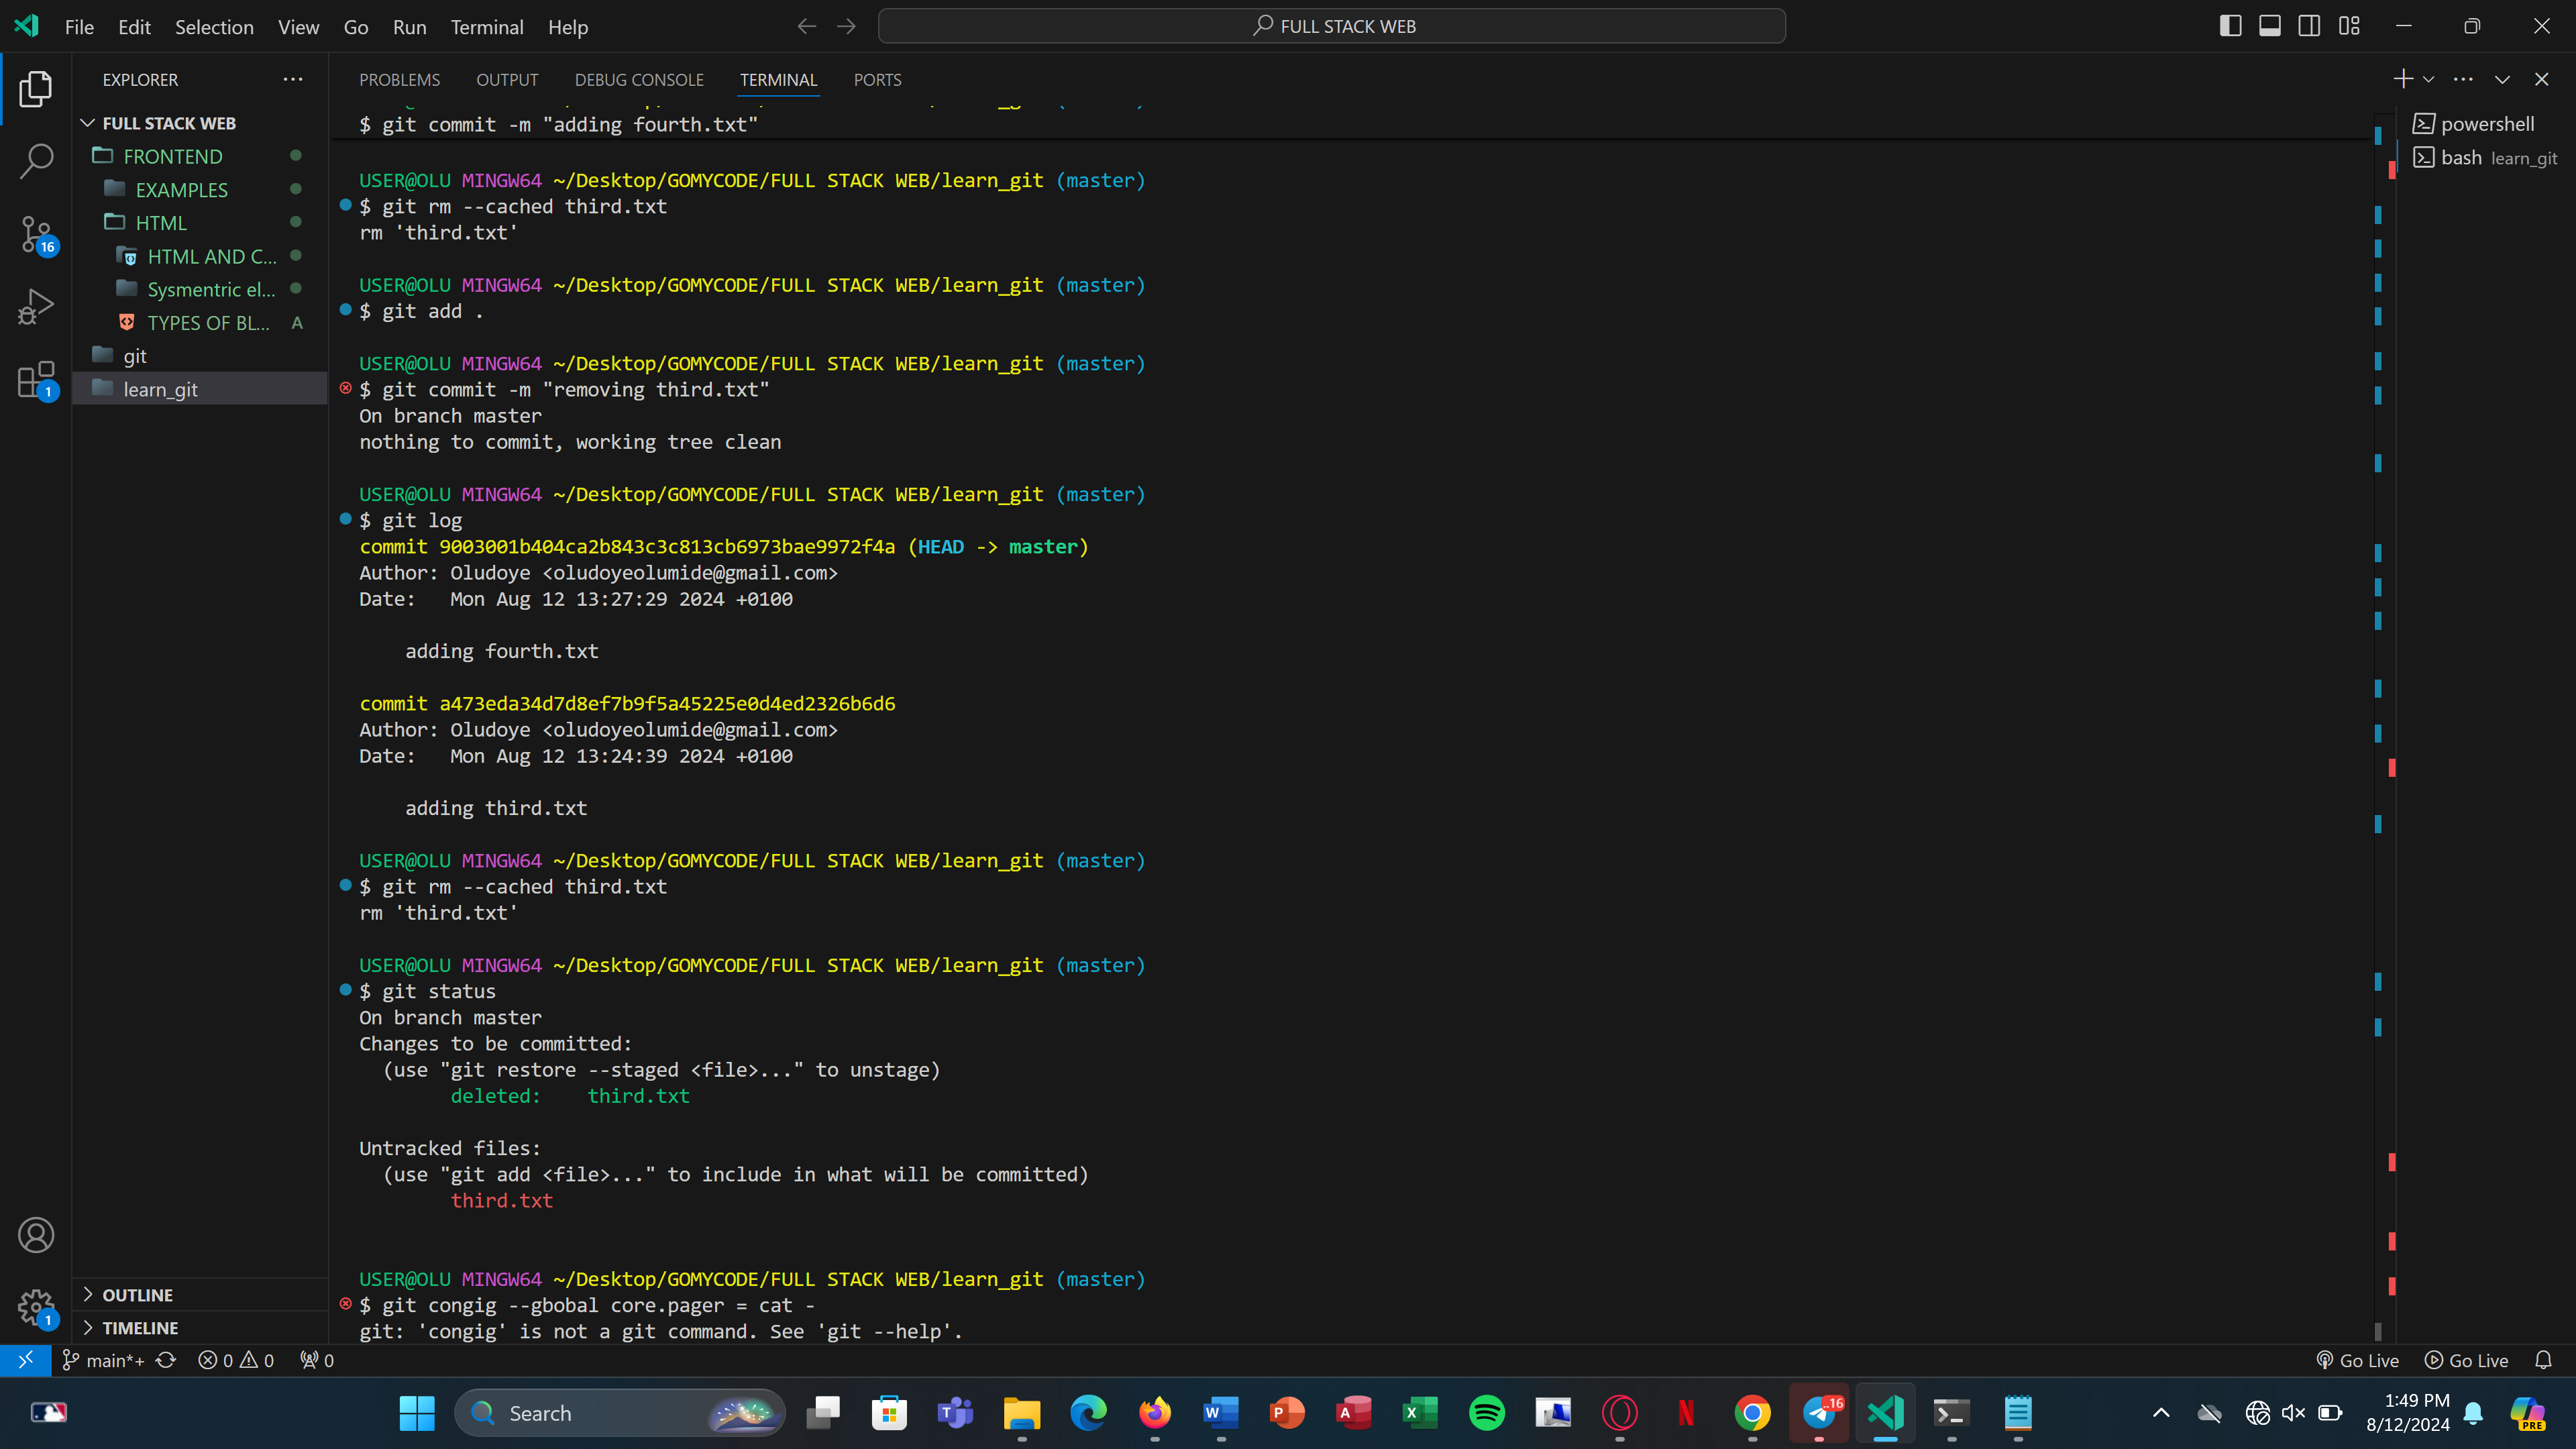 File Edit Selection View Go Run Terminal Help
FULL STACK WEB
EXPLORER
FULL STACK WEB
FRONTEND
EXAMPLES
HTML
HTML AND C...
Sysmentric el...
TYPES OF BL... A
git
learn_git
16
1
OUTLINE
TIMELINE
1
PROBLEMS OUTPUT DEBUG CONSOLE TERMINAL PORTS
powershell
bash learn_git
$ git commit -m "adding fourth.txt"
USER@OLU MINGW64 ~/Desktop/GOMYCODE/FULL STACK WEB/learn_git (master)
$ git rm --cached third.txt
rm 'third.txt'
USER@OLU MINGW64 ~/Desktop/GOMYCODE/FULL STACK WEB/learn_git (master)
$ git add .
USER@OLU MINGW64 ~/Desktop/GOMYCODE/FULL STACK WEB/learn_git (master)
$ git commit -m "removing third.txt"
On branch master
nothing to commit, working tree clean
USER@OLU MINGW64 ~/Desktop/GOMYCODE/FULL STACK WEB/learn_git (master)
$ git log
commit 9003001b404ca2b843c3c813cb6973bae9972f4a (HEAD -> master)
Author: Oludoye <oludoyeolumide@gmail.com>
Date:   Mon Aug 12 13:27:29 2024 +0100
adding fourth.txt
commit a473eda34d7d8ef7b9f5a45225e0d4ed2326b6d6
Author: Oludoye <oludoyeolumide@gmail.com>
Date:   Mon Aug 12 13:24:39 2024 +0100
adding third.txt
USER@OLU MINGW64 ~/Desktop/GOMYCODE/FULL STACK WEB/learn_git (master)
$ git rm --cached third.txt
rm 'third.txt'
USER@OLU MINGW64 ~/Desktop/GOMYCODE/FULL STACK WEB/learn_git (master)
$ git status
On branch master
Changes to be committed:
(use "git restore --staged <file>..." to unstage)
deleted:    third.txt
Untracked files:
(use "git add <file>..." to include in what will be committed)
third.txt
USER@OLU MINGW64 ~/Desktop/GOMYCODE/FULL STACK WEB/learn_git (master)
$ git congig --gbobal core.pager = cat -
git: 'congig' is not a git command. See 'git --help'.
main*+ 0 0 0 Go Live Go Live
Search
..16
PRE
1:49 PM
8/12/2024